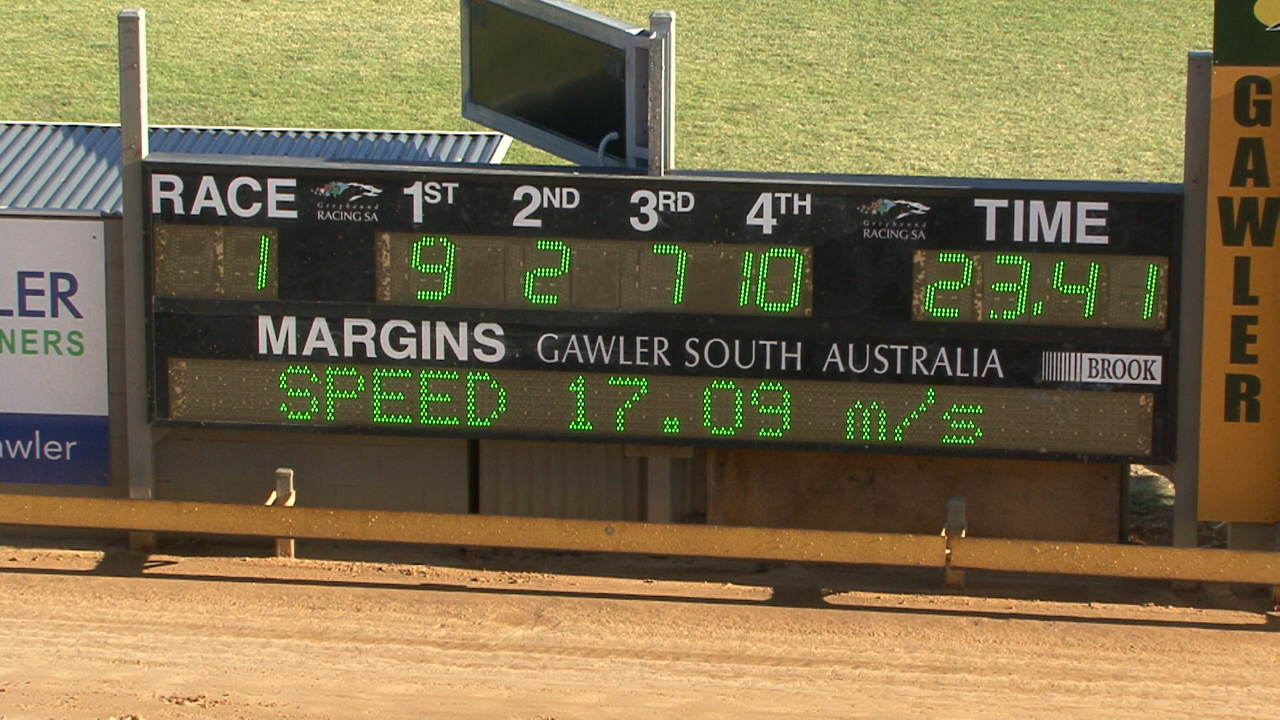 RACE
Greyhound
RACING SA
1ST 2ND 3RD 4TH
Greyhound
RACING SA
TIME
1 9 2 7 10 23.41
MARGINS GAWLER SOUTH AUSTRALIA BROOK
SPEED 17.09 m/s
LER
NERS
awler
GAWLER